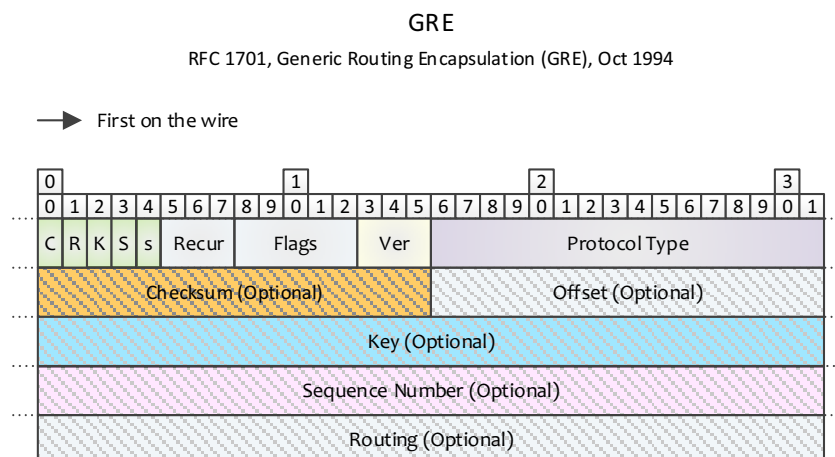 GRE
RFC 1701, Generic Routing Encapsulation (GRE), Oct 1994
First on the wire
0 1 2 3
0 1 2 3 4 5 6 7 8 9 0 1 2 3 4 5 6 7 8 9 0 1 2 3 4 5 6 7 8 9 0 1
C R K S s Recur Flags Ver Protocol Type
Checksum (Optional) Offset (Optional)
Key (Optional)
Sequence Number (Optional)
Routing (Optional)